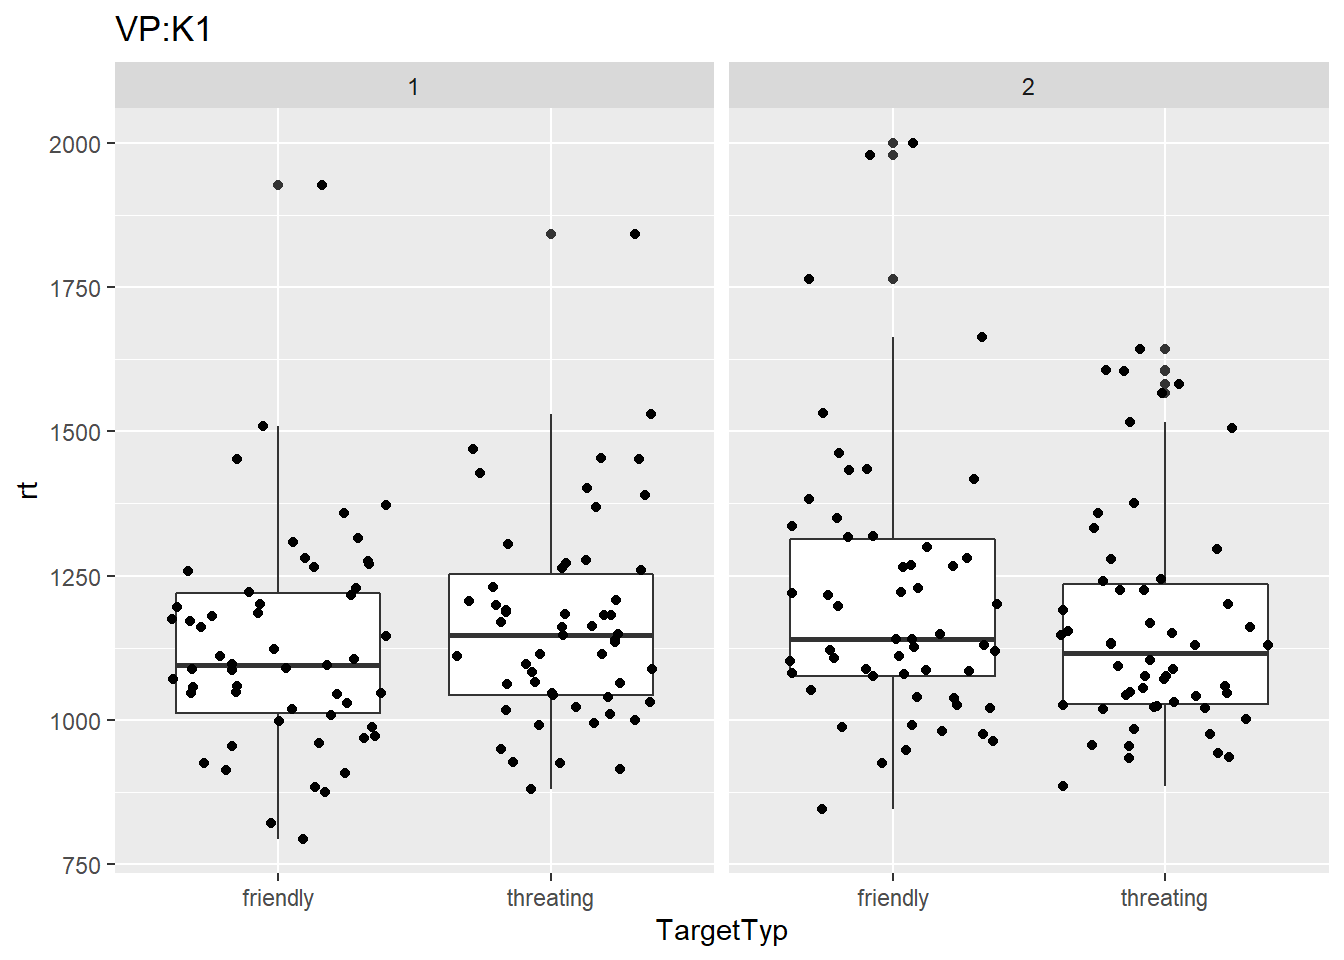 VP:K1
1
2
2000
1750
1500
1250
1000
750
rt
friendly
threating
friendly
threating
TargetTyp